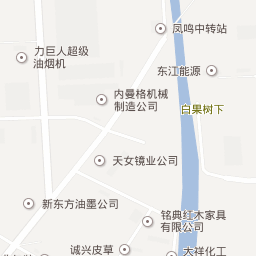 凤鸣中转站
力巨人超级
油烟机
东江能源
内曼格机械
制造公司
白果树下
天女镜业公司
新东方油墨公司
铭典红木家具
有限公司
诚兴皮草
大祥化工